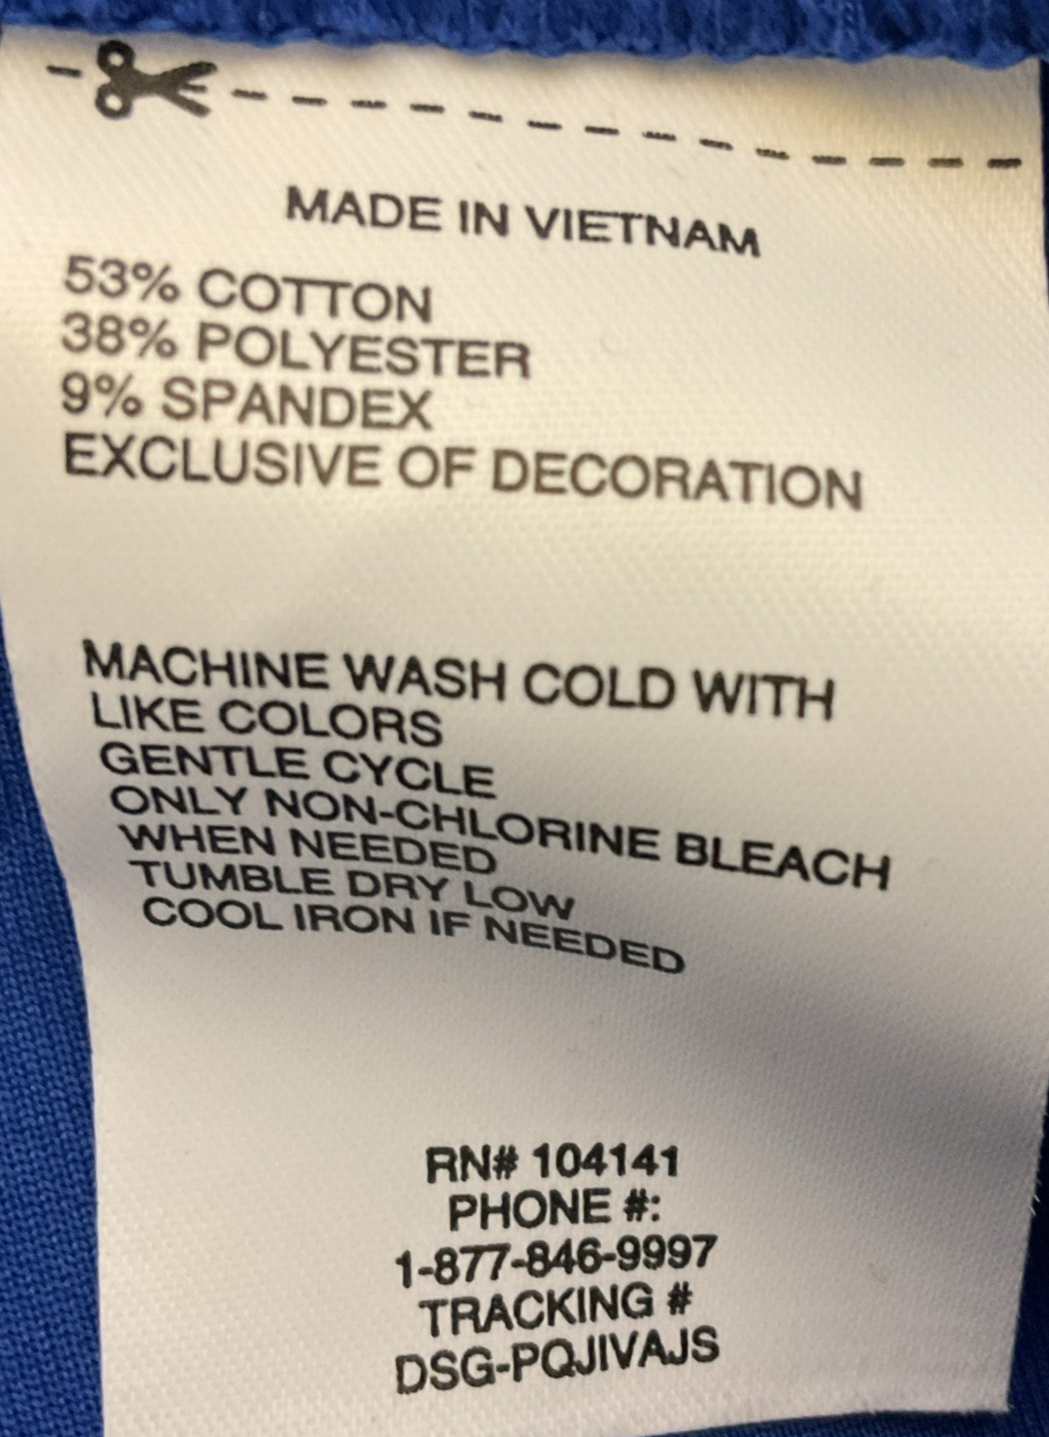 MADE IN VIETNAM
53% COTTON
38% POLYESTER
9% SPANDEX
EXCLUSIVE OF DECORATION
MACHINE WASH COLD WITH
LIKE COLORS
GENTLE CYCLE
ONLY NON-CHLORINE BLEACH
WHEN NEEDED
TUMBLE DRY LOW
COOL IRON IF NEEDED
RN# 104141
PHONE #:
1-877-846-9997
TRACKING #
DSG-PQJIVAJS